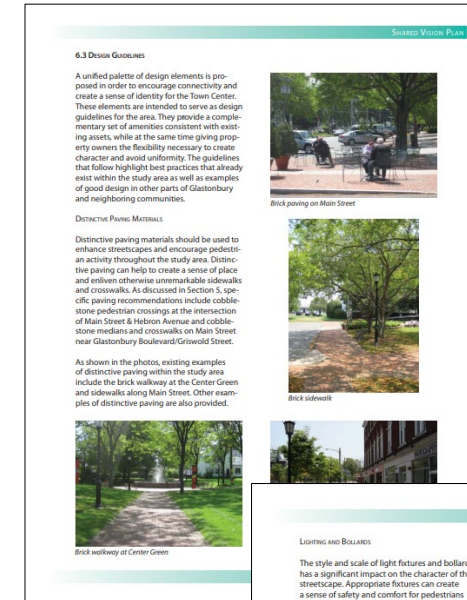 SHARED VISION PLAN
6.3 DESIGN GUIDELINES
A unified palette of design elements is pro-
posed in order to encourage connectivity and
create a sense of identity for the Town Center.
These elements are intended to serve as design
guidelines for the area. They provide a comple-
mentary set of amenities consistent with exist-
ing assets, while at the same time giving prop-
erty owners the flexibility necessary to create
character and avoid uniformity. The guidelines
that follow highlight best practices that already
exist within the study area as well as examples
of good design in other parts of Glastonbury
and neighboring communities.
DISTINCTIVE PAVING MATERIALS
Distinctive paving materials should be used to
enhance streetscapes and encourage pedestri-
an activity throughout the study area. Distinc-
tive paving can help to create a sense of place
and enliven otherwise unremarkable sidewalks
and crosswalks. As discussed in Section 5, spe-
cific paving recommendations include cobble-
stone pedestrian crossings at the intersection
of Main Street & Hebron Avenue and cobble-
stone medians and crosswalks on Main Street
near Glastonbury Boulevard/Griswold Street.
As shown in the photos, existing examples
of distinctive paving within the study area
include the brick walkway at the Center Green
and sidewalks along Main Street. Other exam-
ples of distinctive paving are also provided.
Brick walkway at Center Green
Brick paving on Main Street
Brick sidewalk
LIGHTING AND BOLLARDS
The style and scale of light fixtures and bollard
has a significant impact on the character of th
streetscape. Appropriate fixtures can create
a sense of safety and comfort for pedestrians